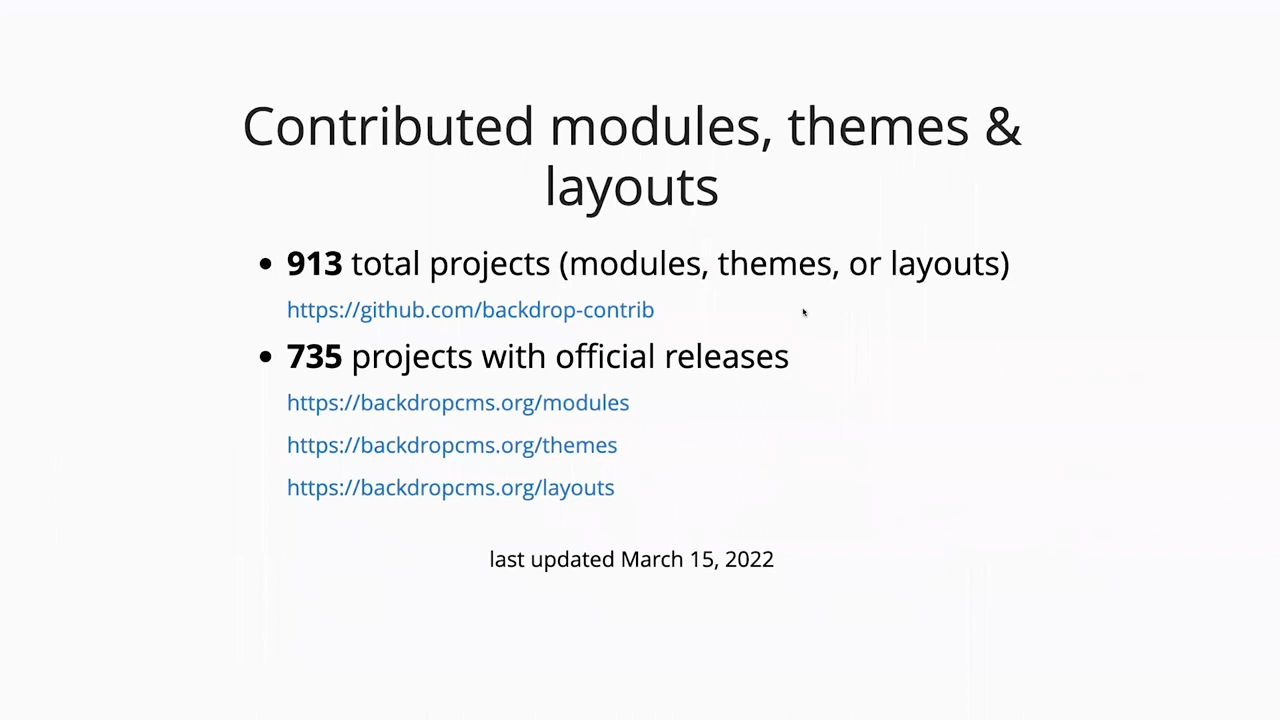 Contributed modules, themes &
layouts
• 913 total projects (modules, themes, or layouts)
https://github.com/backdrop-contrib
• 735 projects with official releases
https://backdropcms.org/modules
https://backdropcms.org/themes
https://backdropcms.org/layouts
last updated March 15, 2022